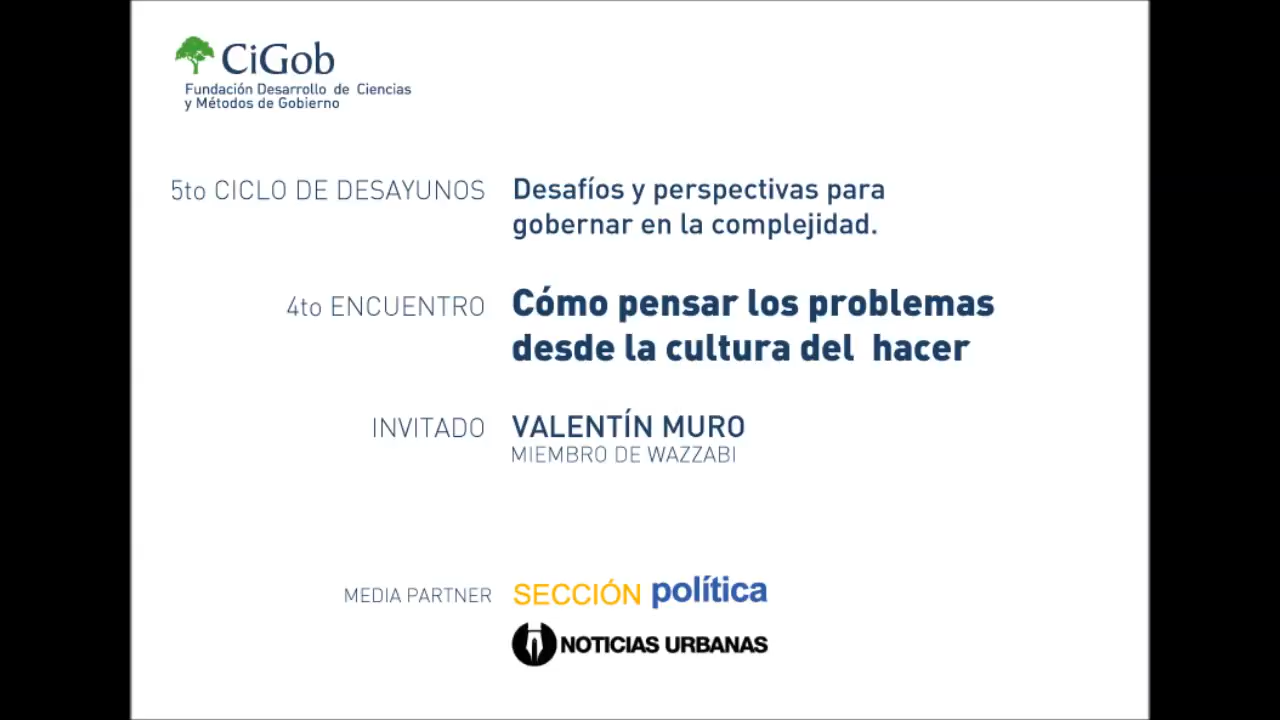 CiGob
Fundación Desarrollo de Ciencias
y Métodos de Gobierno
5to CICLO DE DESAYUNOS
Desafíos y perspectivas para
gobernar en la complejidad.
4to ENCUENTRO
Cómo pensar los problemas
desde la cultura del hacer
INVITADO
VALENTÍN MURO
MIEMBRO DE WAZZABI
MEDIA PARTNER
SECCIÓN política
NOTICIAS URBANAS